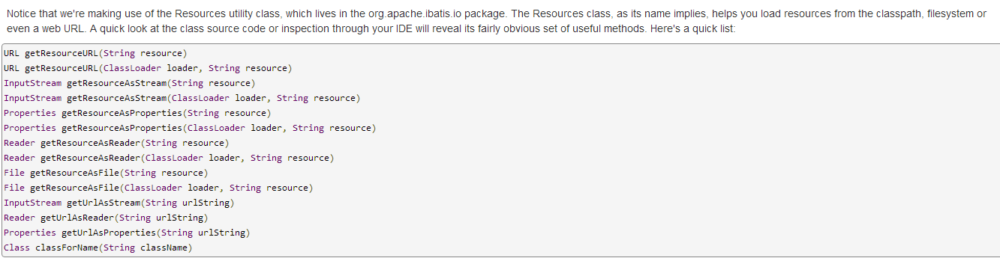 Notice that we're making use of the Resources utility class, which lives in the org.apache.ibatis.io package. The Resources class, as its name implies, helps you load resources from the classpath, filesystem or
even a web URL. A quick look at the class source code or inspection through your IDE will reveal its fairly obvious set of useful methods. Here's a quick list:
URL getResourceURL(String resource)
URL getResourceURL(ClassLoader loader, String resource)
InputStream getResourceAsStream(String resource)
InputStream getResourceAsStream(ClassLoader loader, String resource)
Properties getResourceAsProperties(String resource)
Properties getResourceAsProperties(ClassLoader loader, String resource)
Reader getResourceAsReader(String resource)
Reader getResourceAsReader(ClassLoader loader, String resource)
File getResourceAsFile(String resource)
File getResourceAsFile(ClassLoader loader, String resource)
InputStream getUrlAsStream(String urlString)
Reader getUrlAsReader(String urlString)
Properties getUrlAsProperties(String urlString)
Class classForName(String className)